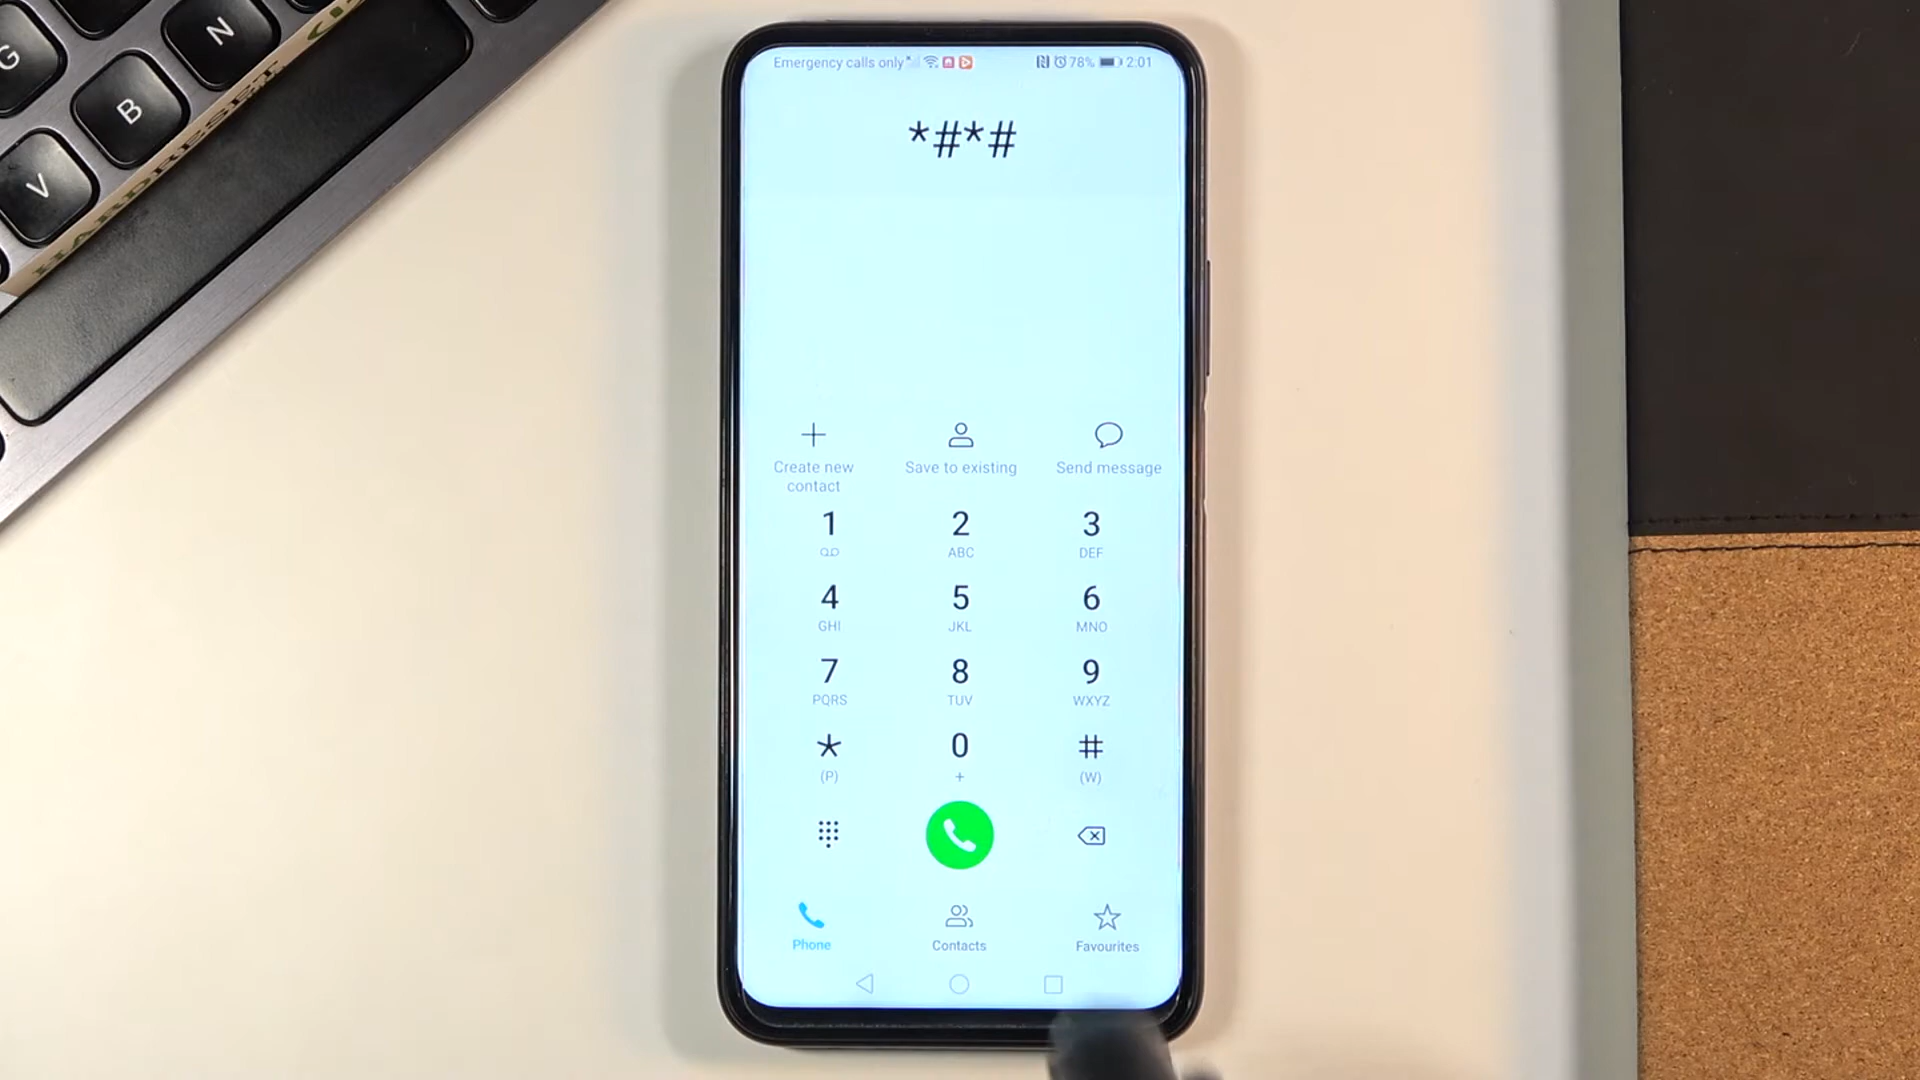 G
N
B
V
HARDRESET
Emergency calls only
78%
2:01
*#*#
Create new
contact
Save to existing
Send message
1
2
ABC
3
DEF
4
GHI
5
JKL
6
MNO
7
PQRS
8
TUV
9
WXYZ
*
(P)
0
+
#
(W)
Phone
Contacts
Favourites